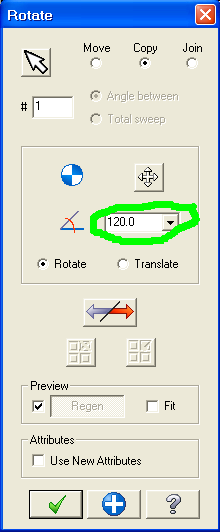 Rotate
Move Copy Join
# 1
Angle between
Total sweep
120.0
Rotate Translate
Preview
Regen Fit
Attributes
Use New Attributes
?